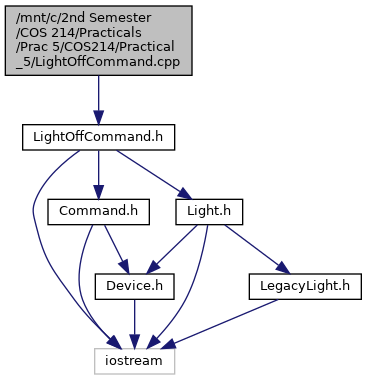 /mnt/c/2nd Semester
/COS 214/Practicals
/Prac 5/COS214/Practical
_5/LightOffCommand.cpp
LightOffCommand.h
Command.h
Light.h
Device.h
LegacyLight.h
iostream